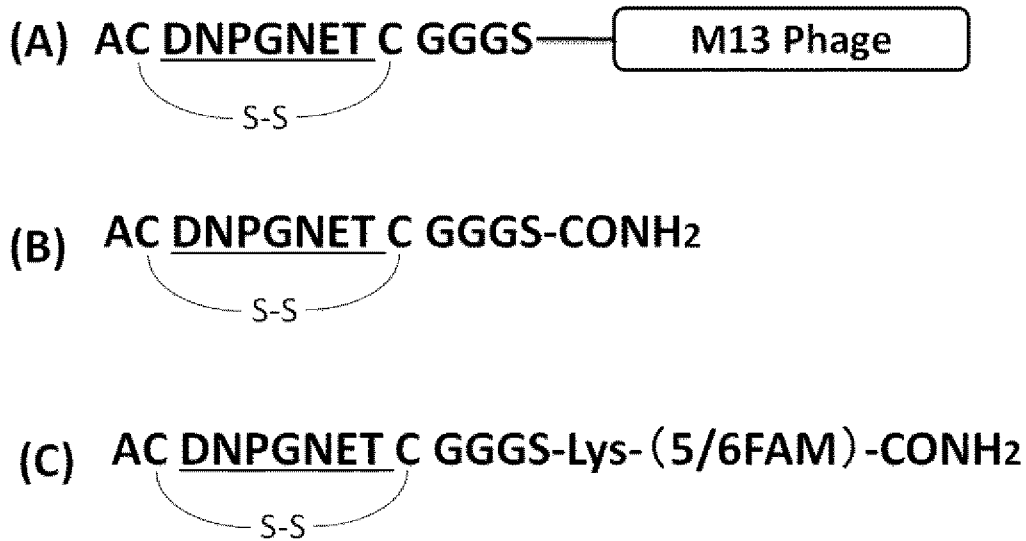 (A) AC DNPGNET C GGGS M13 Phage
S-S
(B) AC DNPGNET C GGGS-CONH2
S-S
(C) AC DNPGNET C GGGS-Lys-(5/6FAM)-CONH2
S-S